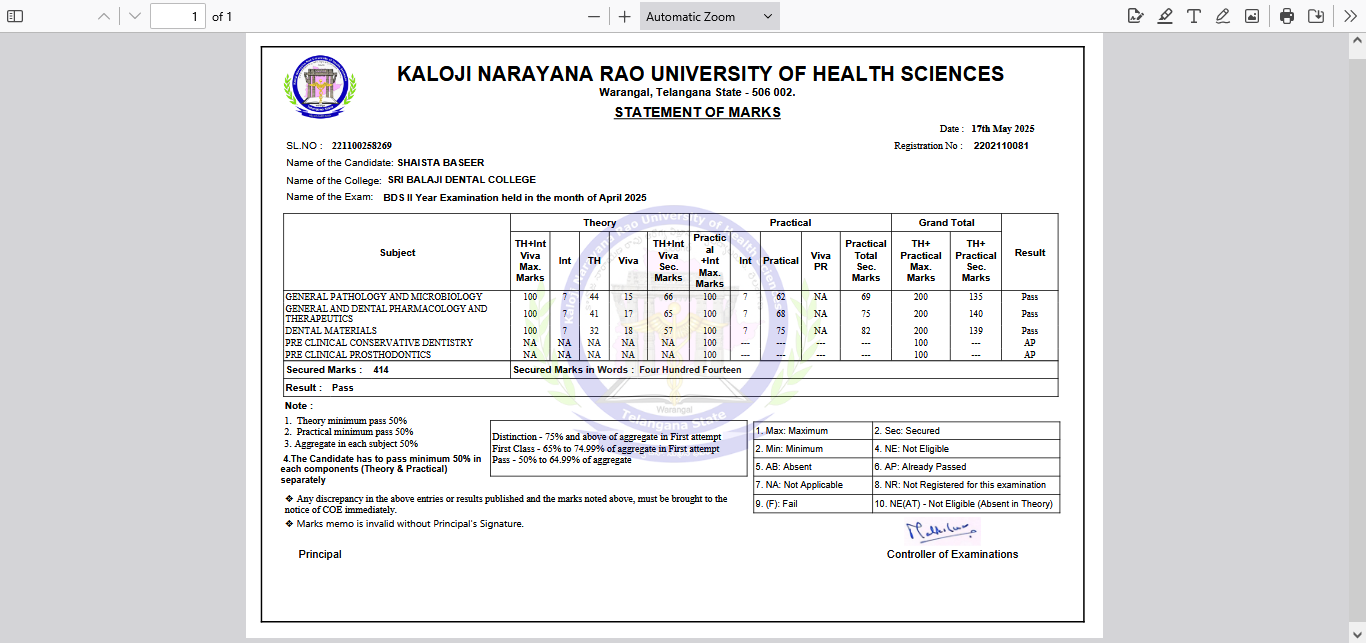 1 of 1 Automatic Zoom
KALOJI NARAYANA RAO UNIVERSITY OF HEALTH SCIENCES
Warangal, Telangana State - 506 002.
STATEMENT OF MARKS
Date : 17th May 2025
SL.NO : 221100258269 Registration No : 2202110081
Name of the Candidate: SHAISTA BASEER
Name of the College: SRI BALAJI DENTAL COLLEGE
Name of the Exam: BDS II Year Examination held in the month of April 2025
Subject Theory Practical Grand Total Result
TH+Int Viva Max. Marks Int TH Viva TH+Int Viva Sec. Marks Practic al +Int Max. Marks Int Pratical Viva PR Practical Total Sec. Marks TH+ Practical Max. Marks TH+ Practical Sec. Marks
GENERAL PATHOLOGY AND MICROBIOLOGY 100 7 44 15 66 100 7 62 NA 69 200 135 Pass
GENERAL AND DENTAL PHARMACOLOGY AND
THERAPEUTICS 100 7 41 17 65 100 7 68 NA 75 200 140 Pass
DENTAL MATERIALS 100 7 32 18 57 100 7 75 NA 82 200 139 Pass
PRE CLINICAL CONSERVATIVE DENTISTRY NA NA NA NA NA 100 --- --- --- --- 100 --- AP
PRE CLINICAL PROSTHODONTICS NA NA NA NA NA 100 --- --- --- --- 100 --- AP
Secured Marks : 414 Secured Marks in Words : Four Hundred Fourteen
Result : Pass
Note :
1. Theory minimum pass 50%
2. Practical minimum pass 50%
3. Aggregate in each subject 50%
4.The Candidate has to pass minimum 50% in
each components (Theory & Practical)
separately
Distinction - 75% and above of aggregate in First attempt
First Class - 65% to 74.99% of aggregate in First attempt
Pass - 50% to 64.99% of aggregate
1. Max: Maximum 2. Sec: Secured
2. Min: Minimum 4. NE: Not Eligible
5. AB: Absent 6. AP: Already Passed
7. NA: Not Applicable 8. NR: Not Registered for this examination
9. (F): Fail 10. NE(AT) - Not Eligible (Absent in Theory)
❖ Any discrepancy in the above entries or results published and the marks noted above, must be brought to the
notice of COE immediately.
❖ Marks memo is invalid without Principal's Signature.
Principal Controller of Examinations
Kaloji Narayana Rao University of Health Sciences
Warangal
Telangana State